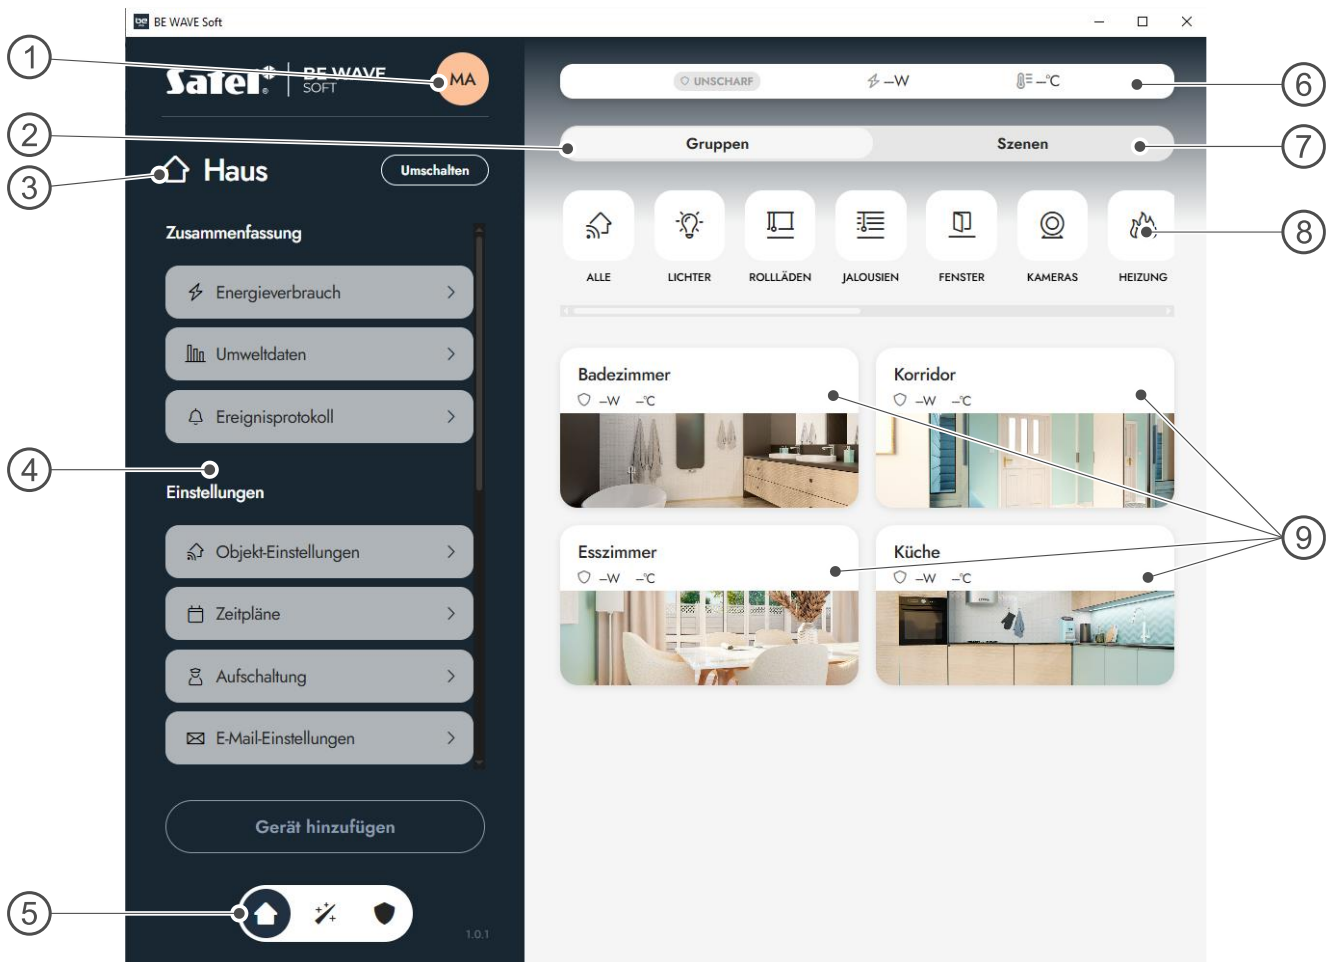 BE WAVE Soft
Satel® BE WAVE SOFT
MA
Haus
Umschalten
Zusammenfassung
Energieverbrauch
Umweltdaten
Ereignisprotokoll
Einstellungen
Objekt-Einstellungen
Zeitpläne
Aufschaltung
E-Mail-Einstellungen
Gerät hinzufügen
1.0.1
UNSCHARF –W –°C
Gruppen Szenen
ALLE LICHTER ROLLLÄDEN JALOUSIEN FENSTER KAMERAS HEIZUNG
Badezimmer
–W –°C
Korridor
–W –°C
Esszimmer
–W –°C
Küche
–W –°C
1
2
3
4
5
6
7
8
9